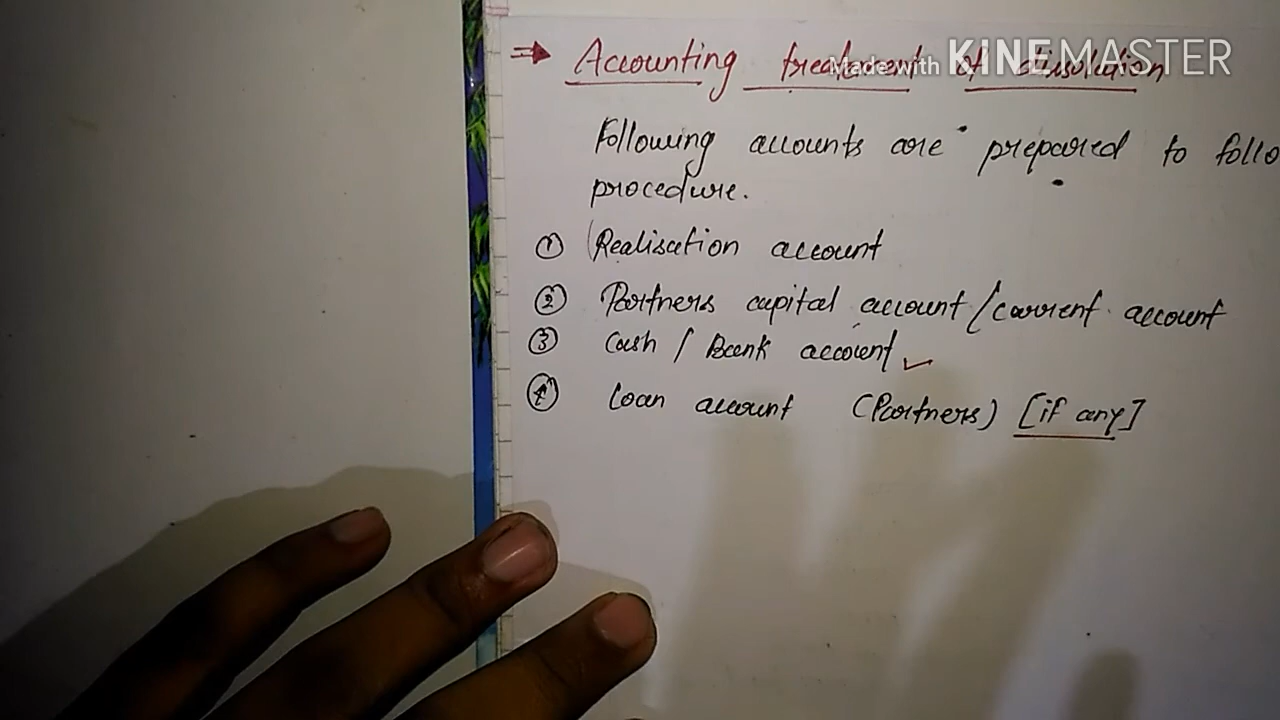 ⇒ Accounting treatement of dissolution
Made with KINEMASTER
Following accounts are prepared to follo
procedure.
① Realisation account
② Partners capital account / current account
③ Cash / Bank account ✓
④ Loan account (Partners) [if any]